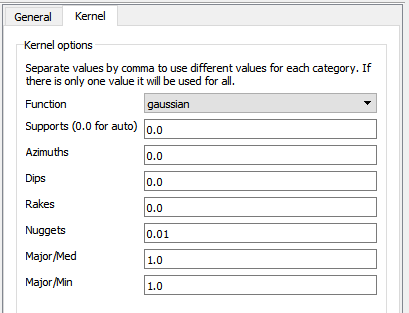 General
Kernel
Kernel options
Separate values by comma to use different values for each category. If
there is only one value it will be used for all.
Function
gaussian
Supports (0.0 for auto)
0.0
Azimuths
0.0
Dips
0.0
Rakes
0.0
Nuggets
0.01
Major/Med
1.0
Major/Min
1.0